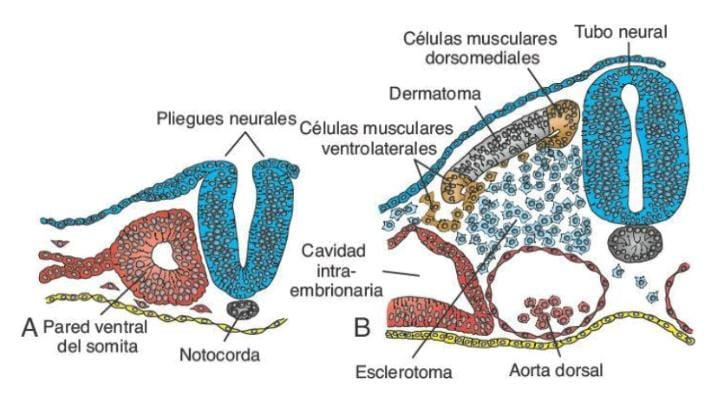 Pliegues neurales
A
Pared ventral
del somita
Notocorda
Células musculares
dorsomediales
Tubo neural
Dermatoma
Células musculares
ventrolaterales
Cavidad
intra-
embrionaria
B
Esclerotoma
Aorta dorsal